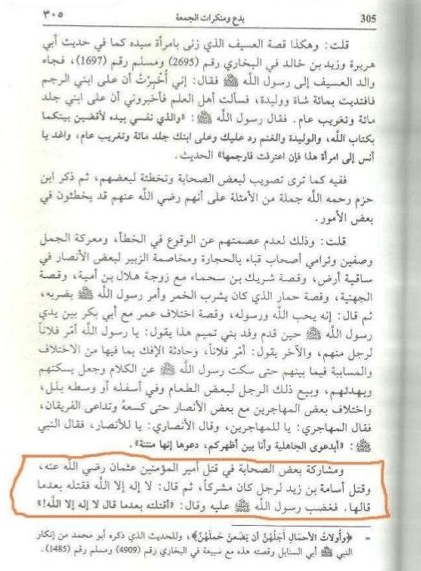 305 بدع ومنكرات الجمعة ٣٠٥
قلت: وهكذا قصة العسيف الذي زنى بامرأة سيده كما في حديث أبي
هريرة وزيد بن خالد في البخاري رقم (2695) ومسلم رقم (1697)، فجاء
والد العسيف إلى رسول الله ﷺ فقال: إني أُخبرتُ أن على ابني الرجم
فافتديت بمائة شاة ووليدة، فسألت أهل العلم فأخبروني أن على ابني جلد
مائة وتغريب عام. فقال رسول الله ﷺ: «والذي نفسي بيده لأقضين بينكما
بكتاب الله، والوليدة والغنم رد عليك وعلى ابنك جلد مائة وتغريب عام، واغد يا
أنس إلى امرأة هذا فإن اعترفت فارجمها» الحديث.
ففيه كما ترى تصويب لبعض الصحابة وتخطئة لبعضهم، ثم ذكر ابن
حزم رحمه الله جملة من الأمثلة على أنهم رضي الله عنهم قد يخطئون في
بعض الأمور.
قلت: وذلك لعدم عصمتهم عن الوقوع في الخطأ، ومعركة الجمل
وصفين وترامي أصحاب قباء بالحجارة ومخاصمة الزبير لبعض الأنصار في
ساقية أرض، وقصة شريك بن سحماء مع زوجة هلال بن أمية، وقصة
الجهنية، وقصة حمار الذي كان يشرب الخمر وأمر رسول الله ﷺ بضربه،
ثم قال: إنه يحب الله ورسوله، وقصة اختلاف عمر مع أبي بكر بين يدي
رسول الله ﷺ حين قدم وفد بني تميم هذا يقول: أمّر فلاناً
لرجل منهم، والآخر يقول: أمّر فلاناً، وحادثة الإفك بما فيها من الاختلاف
والمسابة فيما بينهم حتى سكت رسول الله ﷺ عن الكلام وجعل يسكتهم
ويهدئهم، وبيع ذلك الرجل لبعض الطعام وفي أسفله أو وسطه بلل،
واختلاف بعض المهاجرين مع بعض الأنصار حتى كسعهُ وتداعى الفريقان،
فقال المهاجري: يا للمهاجرين، وقال الأنصاري: يا للأنصار، فقال النبي
ﷺ: «أبدعوى الجاهلية وأنا بين أظهركم، دعوها إنها منتنة».
ومشاركة بعض الصحابة في قتل أمير المؤمنين عثمان رضي الله عنه،
وقتل أسامة بن زيد لرجل كان مشركاً، ثم قال: لا إله إلا الله فقتله بعدما
قالها. فغضب رسول الله ﷺ عليه وقال: «أقتلته بعدما قال لا إله إلا الله!»
= ﴿وَأُولَاتُ الْأَحْمَالِ أَجَلُهُنَّ أَن يَضَعْنَ حَمْلَهُنَّ﴾، وللحديث الذي ذكره أبو محمد من إنكار
النبي ﷺ أبي السنابل وقصته هذه مع سبيعة في البخاري رقم (4909) ومسلم رقم (1485).